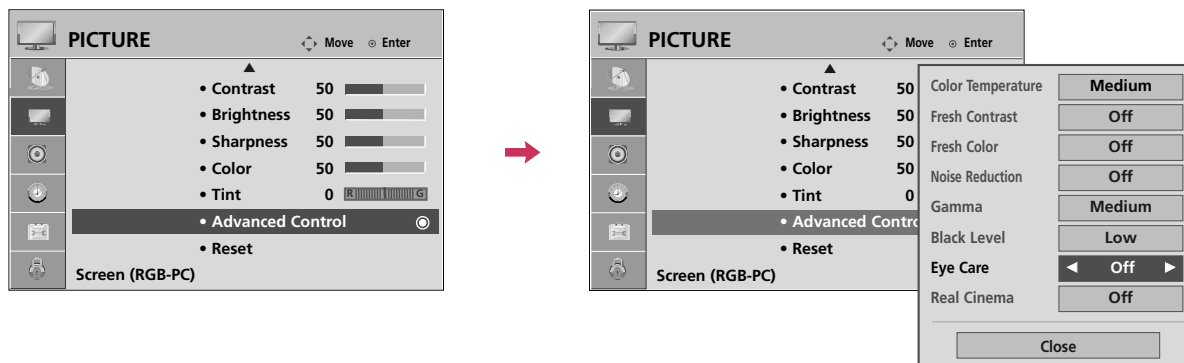 PICTURE Move Enter
• Contrast 50
• Brightness 50
• Sharpness 50
• Color 50
• Tint 0 R G
• Advanced Control
• Reset
Screen (RGB-PC)
PICTURE Move Enter
• Contrast 50
• Brightness 50
• Sharpness 50
• Color 50
• Tint 0
• Advanced Contro
• Reset
Screen (RGB-PC)
Color Temperature Medium
Fresh Contrast Off
Fresh Color Off
Noise Reduction Off
Gamma Medium
Black Level Low
Eye Care ◄ Off ►
Real Cinema Off
Close